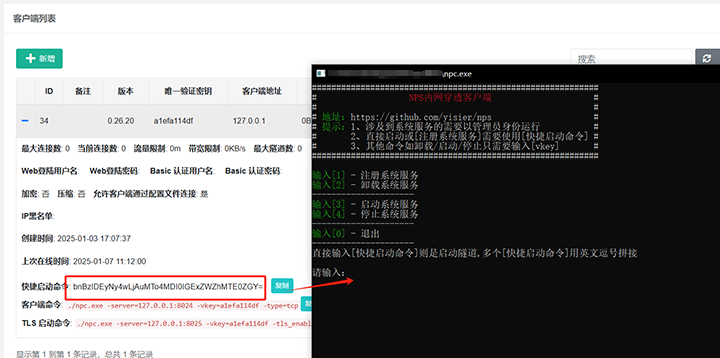 客户端列表
新增
搜索
ID 备注 版本 唯一验证密钥 客户端地址
34 0.26.20 a1efa114df 127.0.0.1
最大连接数: 0 当前连接数: 0 流量限制: 0m 带宽限制: 0KB/s 最大隧道数: 0
Web登陆用户名: Web登陆密码: Basic 认证用户名: Basic 认证密码:
加密: 否 压缩: 否 允许客户端通过配置文件连接: 是
IP黑名单:
创建时间: 2025-01-03 17:07:37
上次在线时间: 2025-01-07 11:12:00
快捷启动命令: bnBzIDEyNy4wLjAuMTo4MDI0IGExZWZhMTE0ZGY= 复制
客户端命令: ./npc.exe -server=127.0.0.1:8024 -vkey=a1efa114df -type=tcp
TLS 启动命令: ./npc.exe -server=127.0.0.1:8025 -vkey=a1efa114df -tls_enabl
显示第 1 到第 1 条记录，总共 1 条记录
\npc.exe
NPS内网穿透客户端
# 地址: https://github.com/yisier/nps #
# 提示: 1、涉及到系统服务的需要以管理员身份运行 #
# 2、直接启动或[注册系统服务]需要使用[快捷启动命令] #
# 3、其他命令如卸载/启动/停止只需要输入[vkey] #
输入[1] - 注册系统服务
输入[2] - 卸载系统服务
输入[3] - 启动系统服务
输入[4] - 停止系统服务
输入[0] - 退出
直接输入[快捷启动命令]则是启动隧道,多个[快捷启动命令]用英文逗号拼接
请输入: